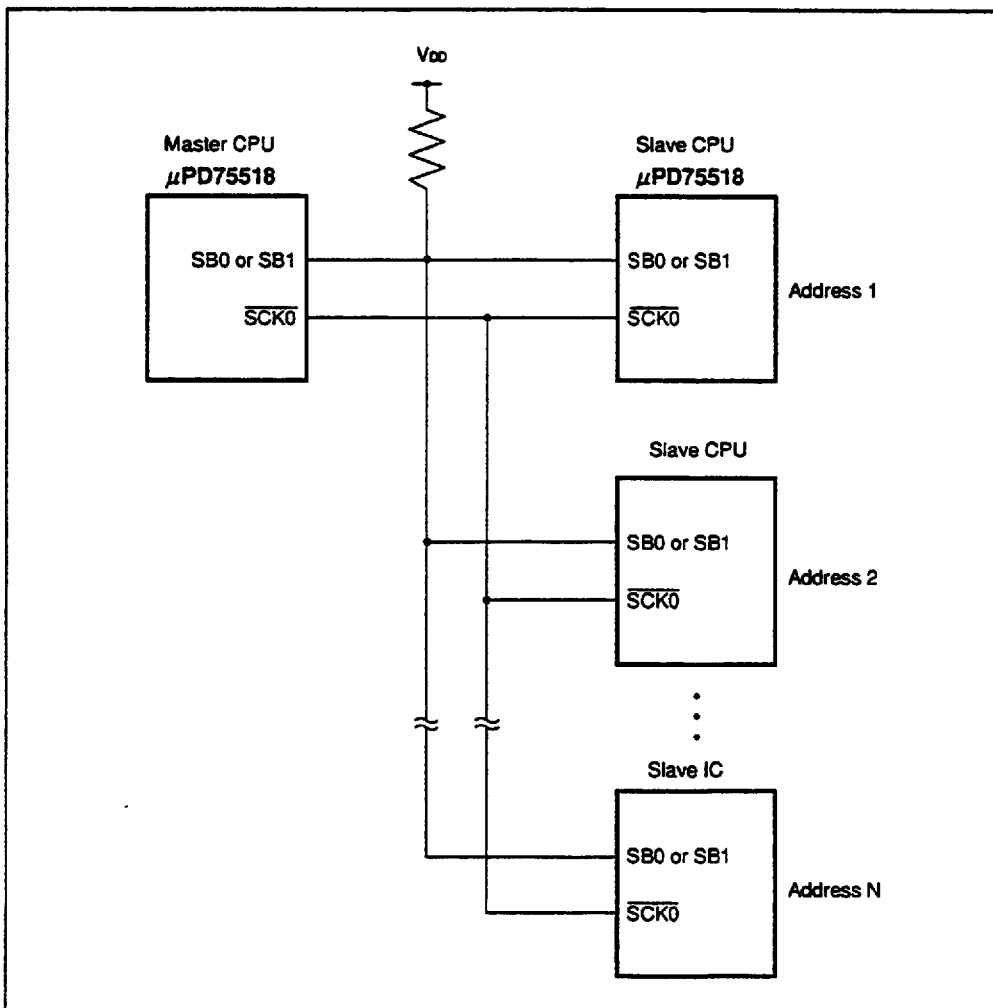 VDD
Master CPU
μPD75518
SB0 or SB1
SCK0
Slave CPU
μPD75518
SB0 or SB1
SCK0
Address 1
Slave CPU
SB0 or SB1
SCK0
Address 2
Slave IC
SB0 or SB1
SCK0
Address N